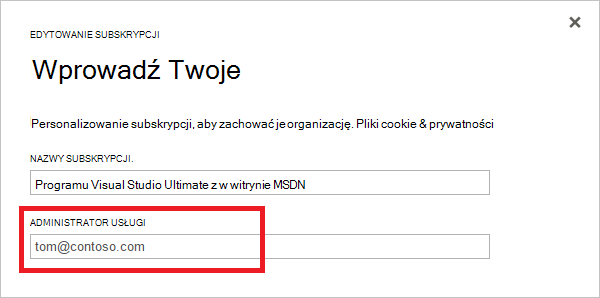 EDYTOWANIE SUBSKRYPCJI
Wprowadź Twoje
Personalizowanie subskrypcji, aby zachować je organizację. Pliki cookie & prywatności
NAZWY SUBSKRYPCJI.
Programu Visual Studio Ultimate z w witrynie MSDN
ADMINISTRATOR USŁUGI
tom@contoso.com